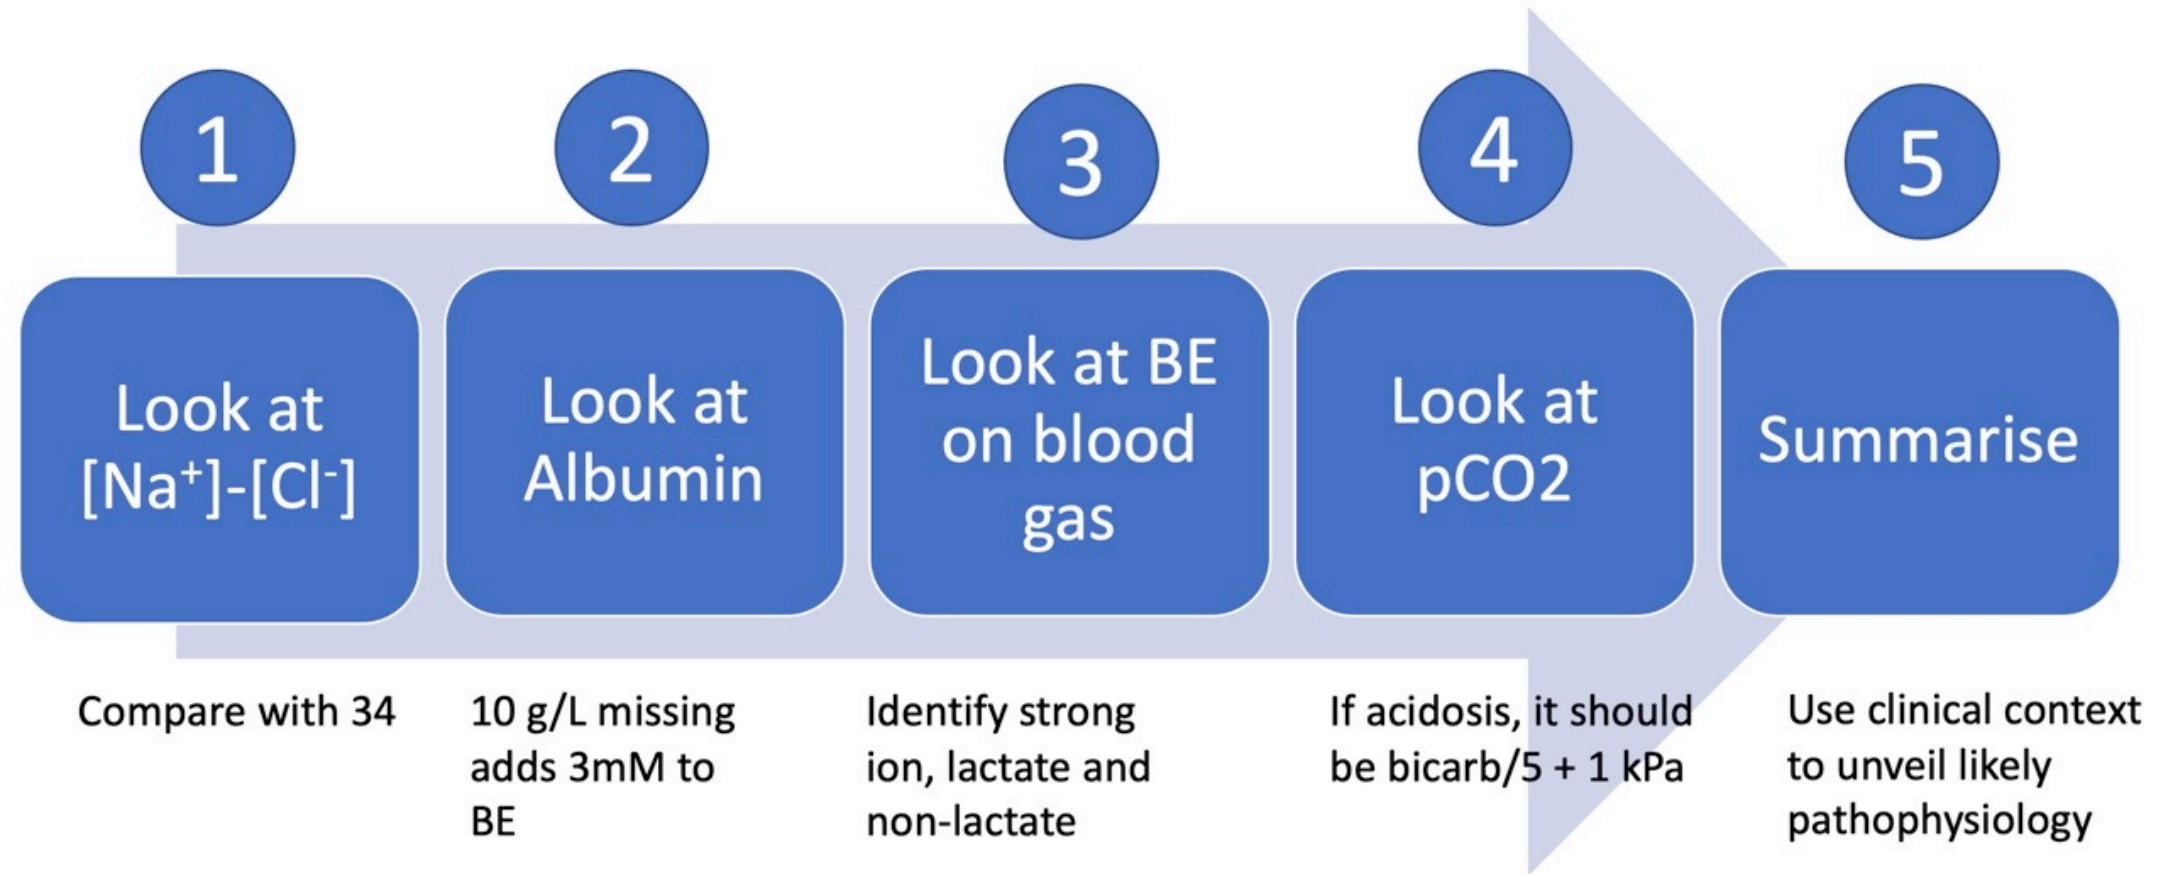 1
Look at
[Na⁺]-[Cl⁻]
Compare with 34
2
Look at
Albumin
10 g/L missing
adds 3mM to
BE
3
Look at BE
on blood
gas
Identify strong
ion, lactate and
non-lactate
4
Look at
pCO2
If acidosis, it should
be bicarb/5 + 1 kPa
5
Summarise
Use clinical context
to unveil likely
pathophysiology